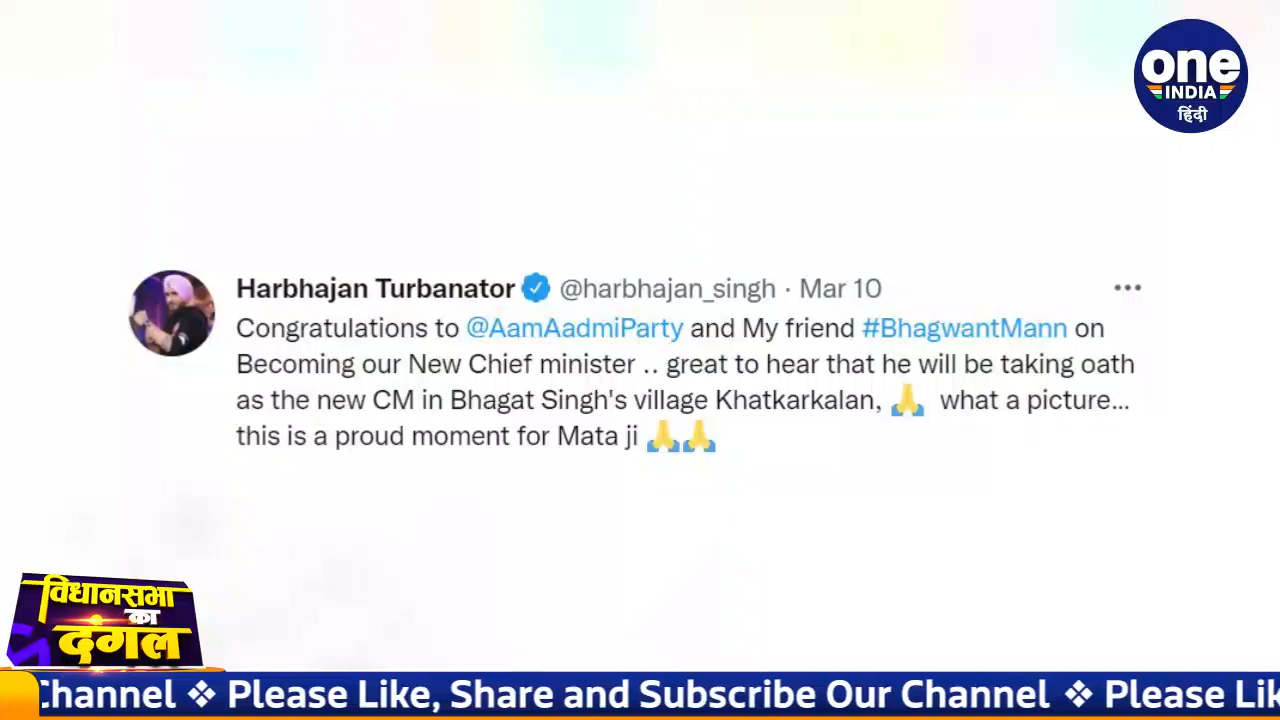 one
INDIA
हिंदी
Harbhajan Turbanator @harbhajan_singh · Mar 10 •••
Congratulations to @AamAadmiParty and My friend #BhagwantMann on
Becoming our New Chief minister .. great to hear that he will be taking oath
as the new CM in Bhagat Singh's village Khatkarkalan, 🙏 what a picture...
this is a proud moment for Mata ji 🙏🙏
विधानसभा
का
दंगल
Channel ❖ Please Like, Share and Subscribe Our Channel ❖ Please Lik